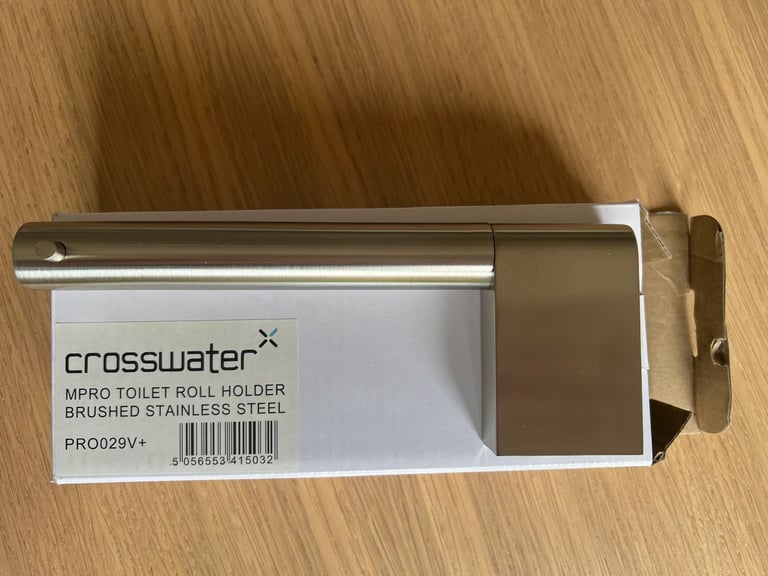 crosswater
MPRO TOILET ROLL HOLDER
BRUSHED STAINLESS STEEL
PRO029V+
5 056553 415032